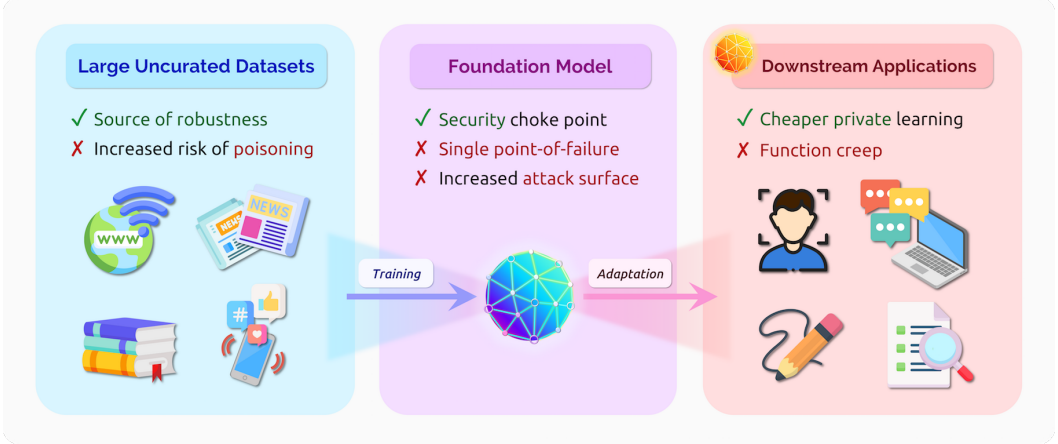 Large Uncurated Datasets
✓ Source of robustness
✗ Increased risk of poisoning
www
NEWS
NEWS
#
Training
Foundation Model
✓ Security choke point
✗ Single point-of-failure
✗ Increased attack surface
Adaptation
Downstream Applications
✓ Cheaper private learning
✗ Function creep